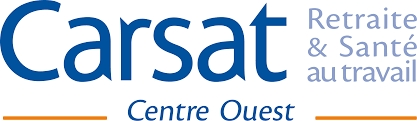 Carsat
Retraite
& Santé
au travail
Centre Ouest